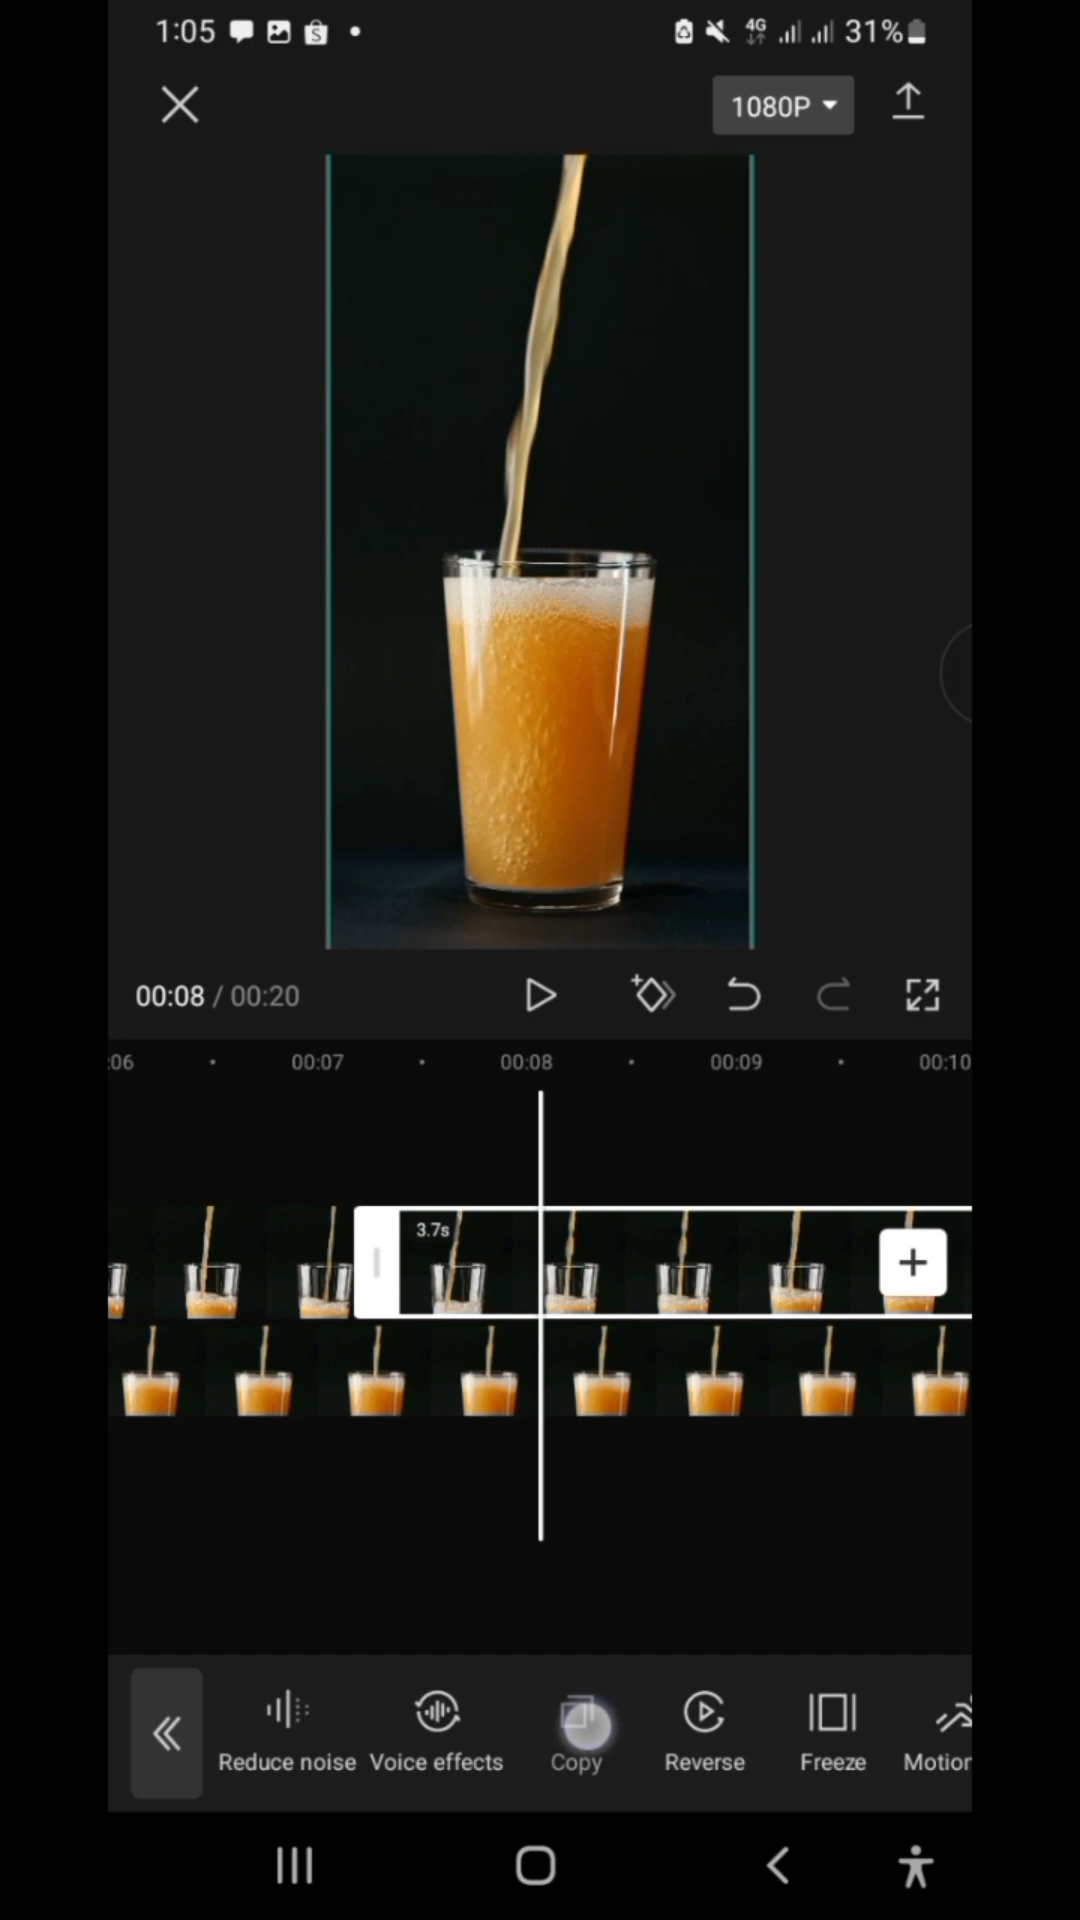 1:05 4G 31%
1080P
00:08 / 00:20
:06 00:07 00:08 00:09 00:10
3.7s
Reduce noise Voice effects Copy Reverse Freeze Motion